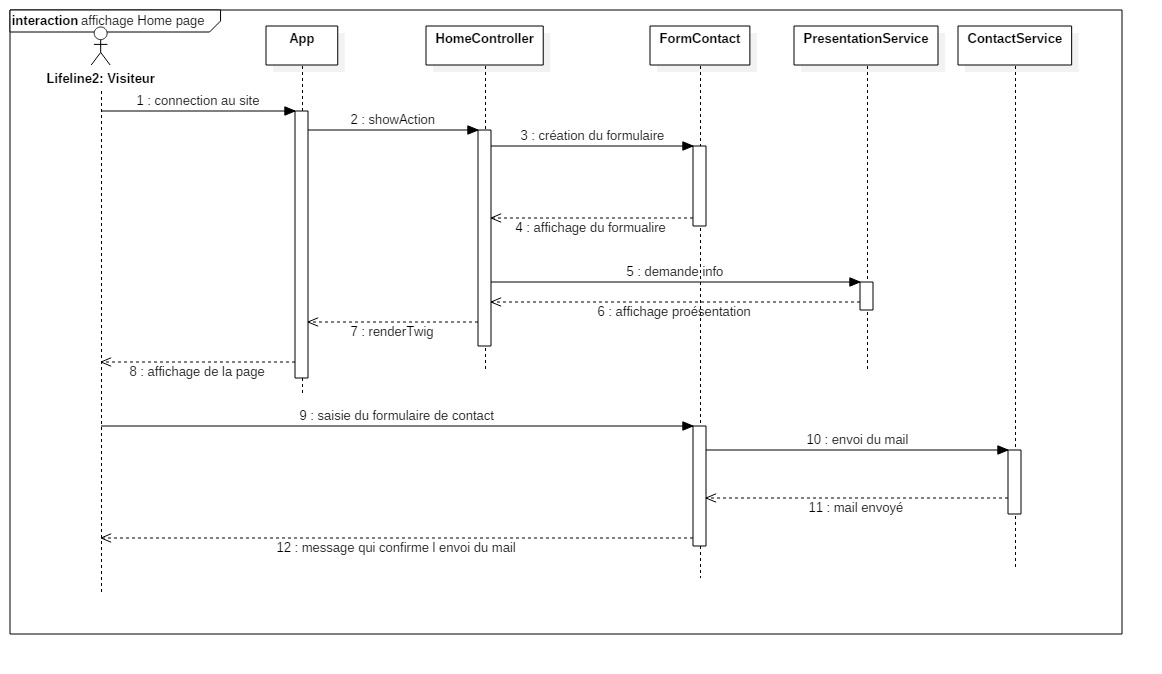 interaction affichage Home page
App
HomeController
FormContact
PresentationService
ContactService
Lifeline2: Visiteur
1 : connection au site
2 : showAction
3 : création du formulaire
4 : affichage du formualire
5 : demande info
6 : affichage proésentation
7 : renderTwig
8 : affichage de la page
9 : saisie du formulaire de contact
10 : envoi du mail
11 : mail envoyé
12 : message qui confirme l envoi du mail